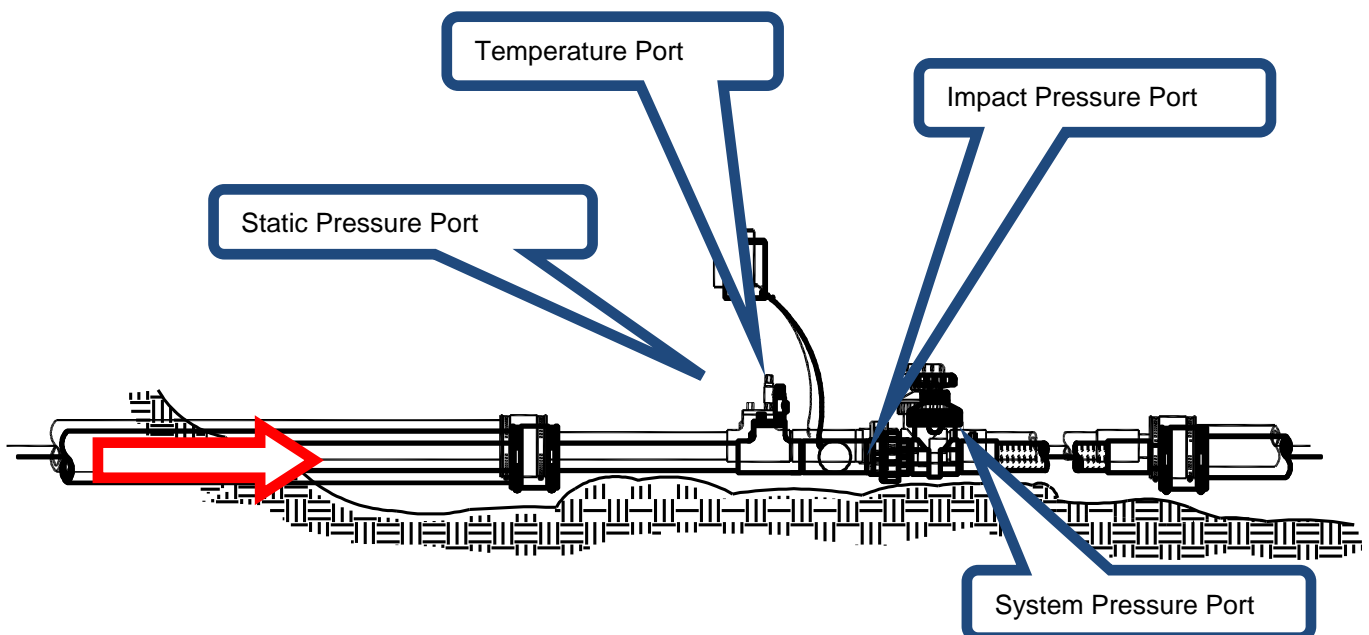 Temperature Port
Impact Pressure Port
Static Pressure Port
System Pressure Port